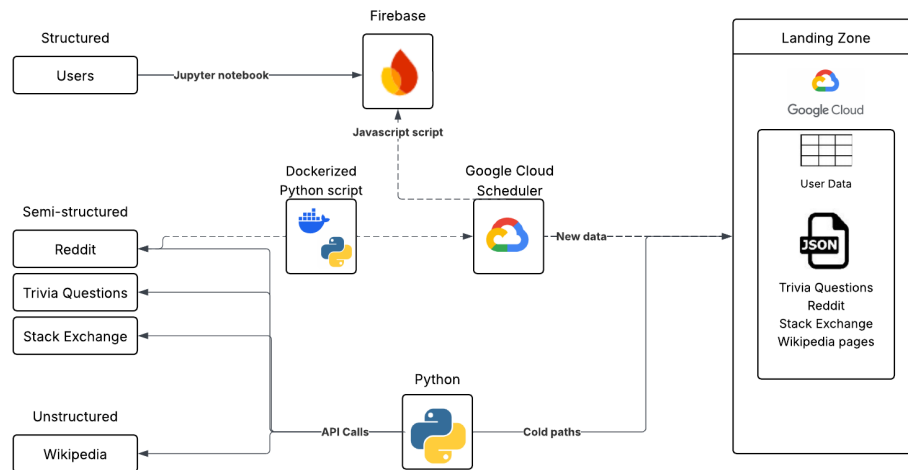 Structured
Users
Jupyter notebook
Firebase
Javascript script
Dockerized
Python script
Google Cloud
Scheduler
New data
Semi-structured
Reddit
Trivia Questions
Stack Exchange
Unstructured
Wikipedia
API Calls
Python
Cold paths
Landing Zone
Google Cloud
User Data
JSON
Trivia Questions
Reddit
Stack Exchange
Wikipedia pages